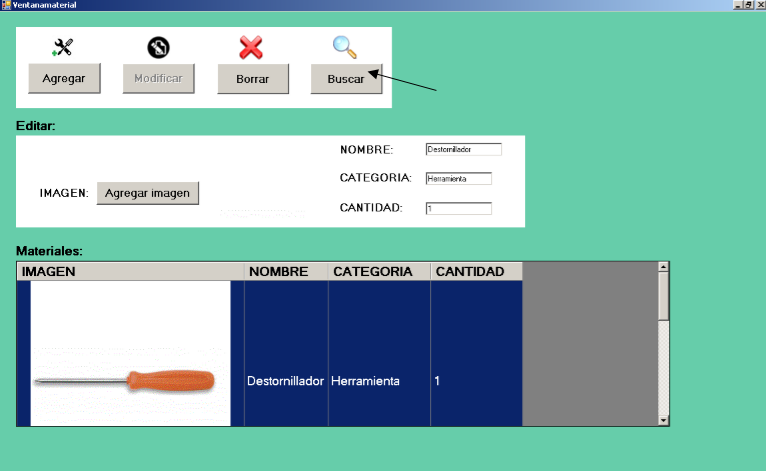 Ventanamaterial
Agregar Modificar Borrar Buscar
Editar:
NOMBRE: Destornillador
CATEGORIA: Herramienta
IMAGEN: Agregar imagen
CANTIDAD: 1
Materiales:
IMAGEN NOMBRE CATEGORIA CANTIDAD
Destornillador Herramienta 1